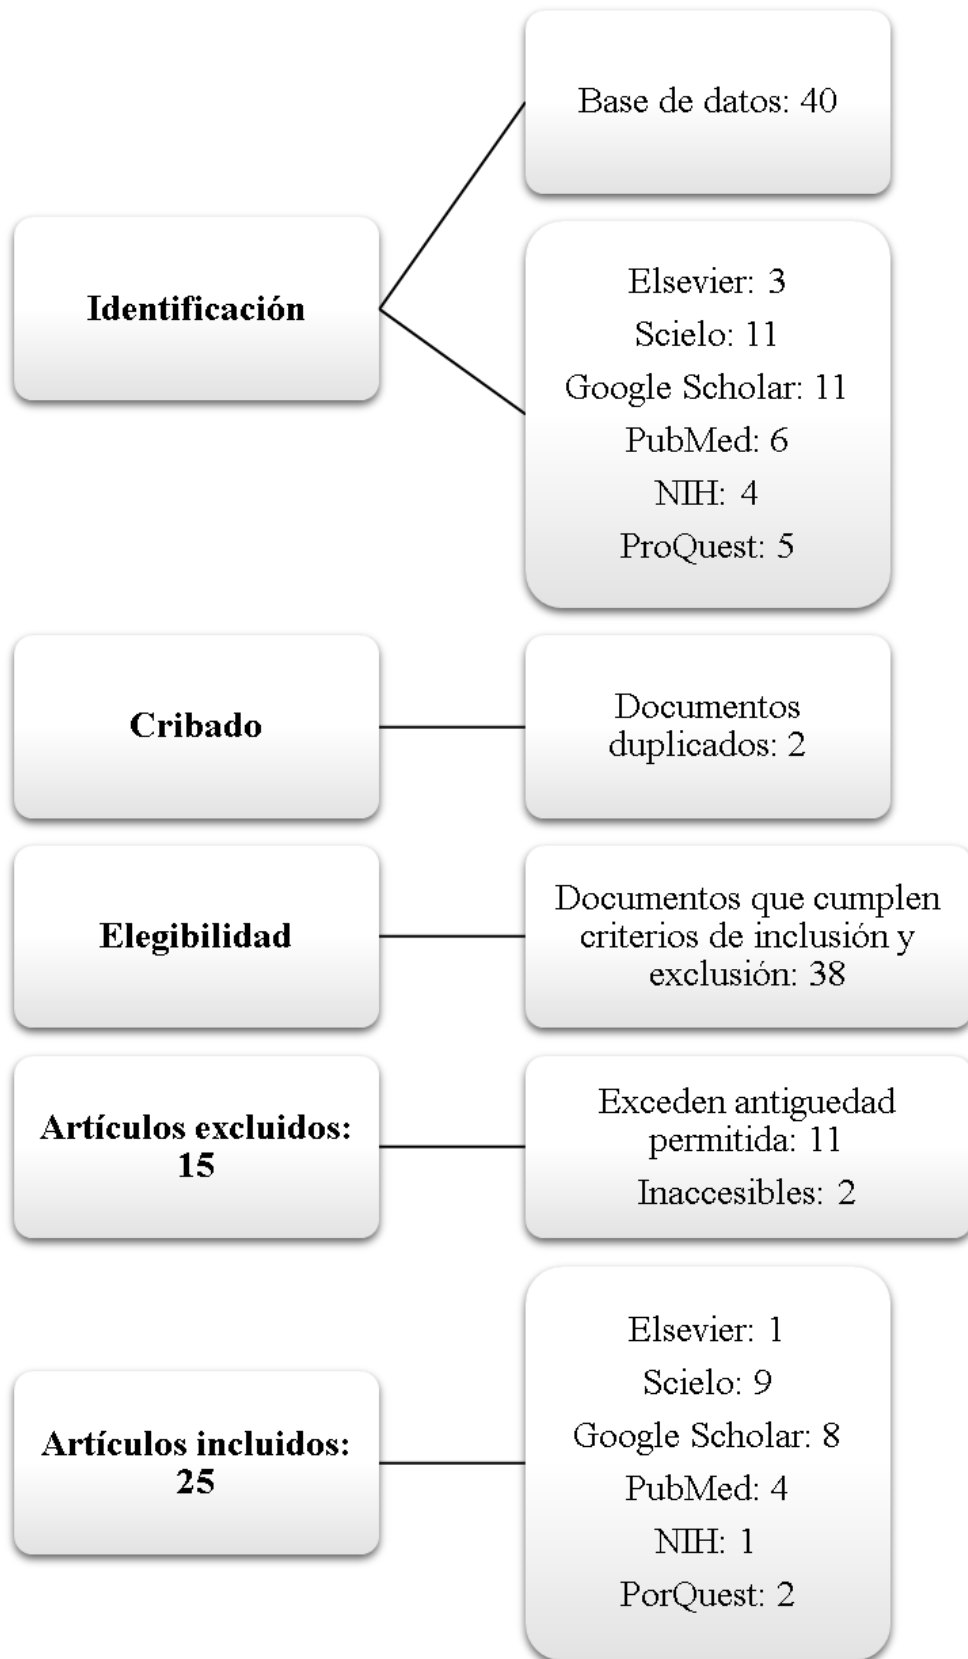 Base de datos: 40
Identificación
Elsevier: 3
Scielo: 11
Google Scholar: 11
PubMed: 6
NIH: 4
ProQuest: 5
Cribado
Documentos
duplicados: 2
Elegibilidad
Documentos que cumplen
criterios de inclusión y
exclusión: 38
Artículos excluidos:
15
Exceden antiguedad
permitida: 11
Inaccesibles: 2
Artículos incluidos:
25
Elsevier: 1
Scielo: 9
Google Scholar: 8
PubMed: 4
NIH: 1
PorQuest: 2